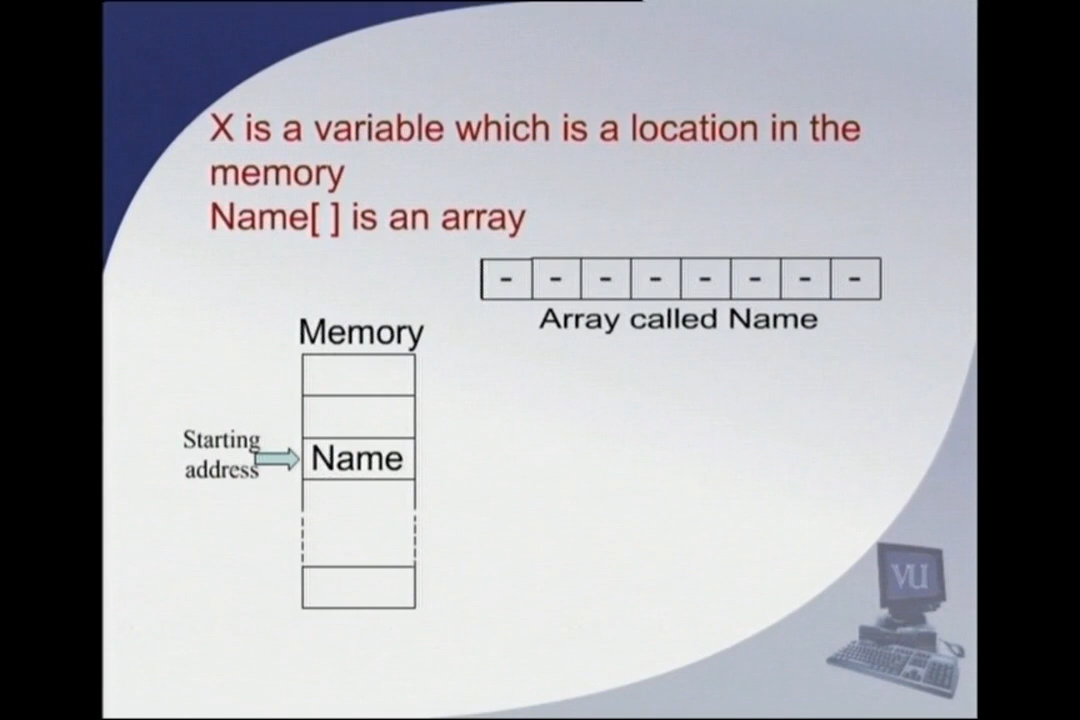 X is a variable which is a location in the
memory
Name[ ] is an array
- - - - - - - -
Array called Name
Memory
Starting
address
Name
VU